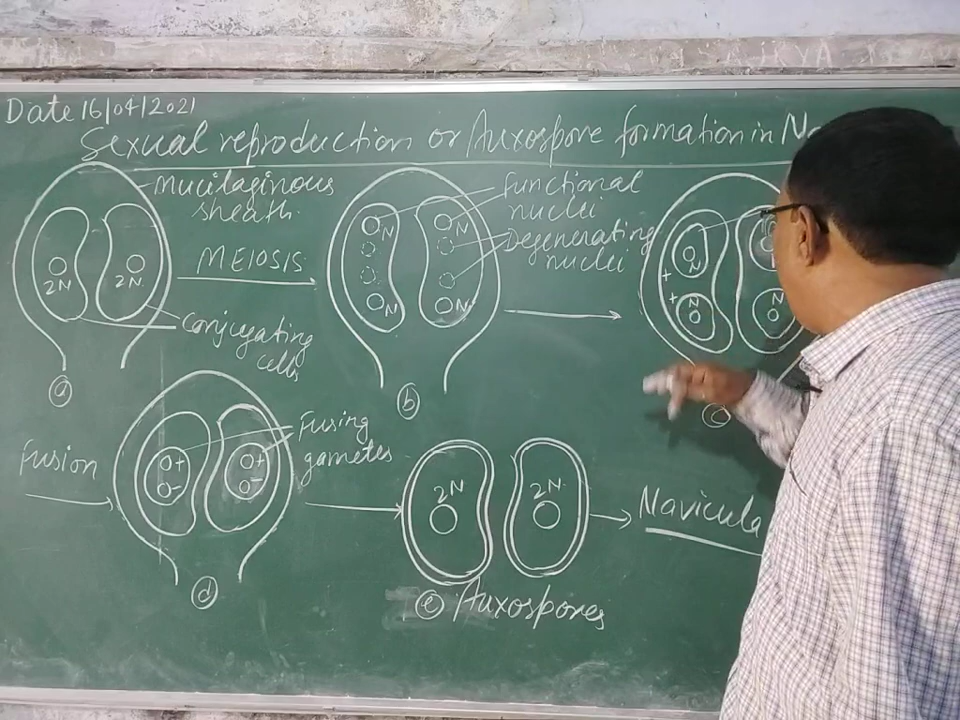 Date 16/04/2021
Sexual reproduction or Auxospore formation in Na
Mucilaginous
sheath.
2N
2N.
MEIOSIS
Conjugating
cells
a
Functional
nuclei
Degenerating
nuclei
N
N
N
N
b
N
+
+
N
N
c
Fusion
+
-
+
-
Fusing
gametes
d
2N
2N.
Navicula
e Auxospores